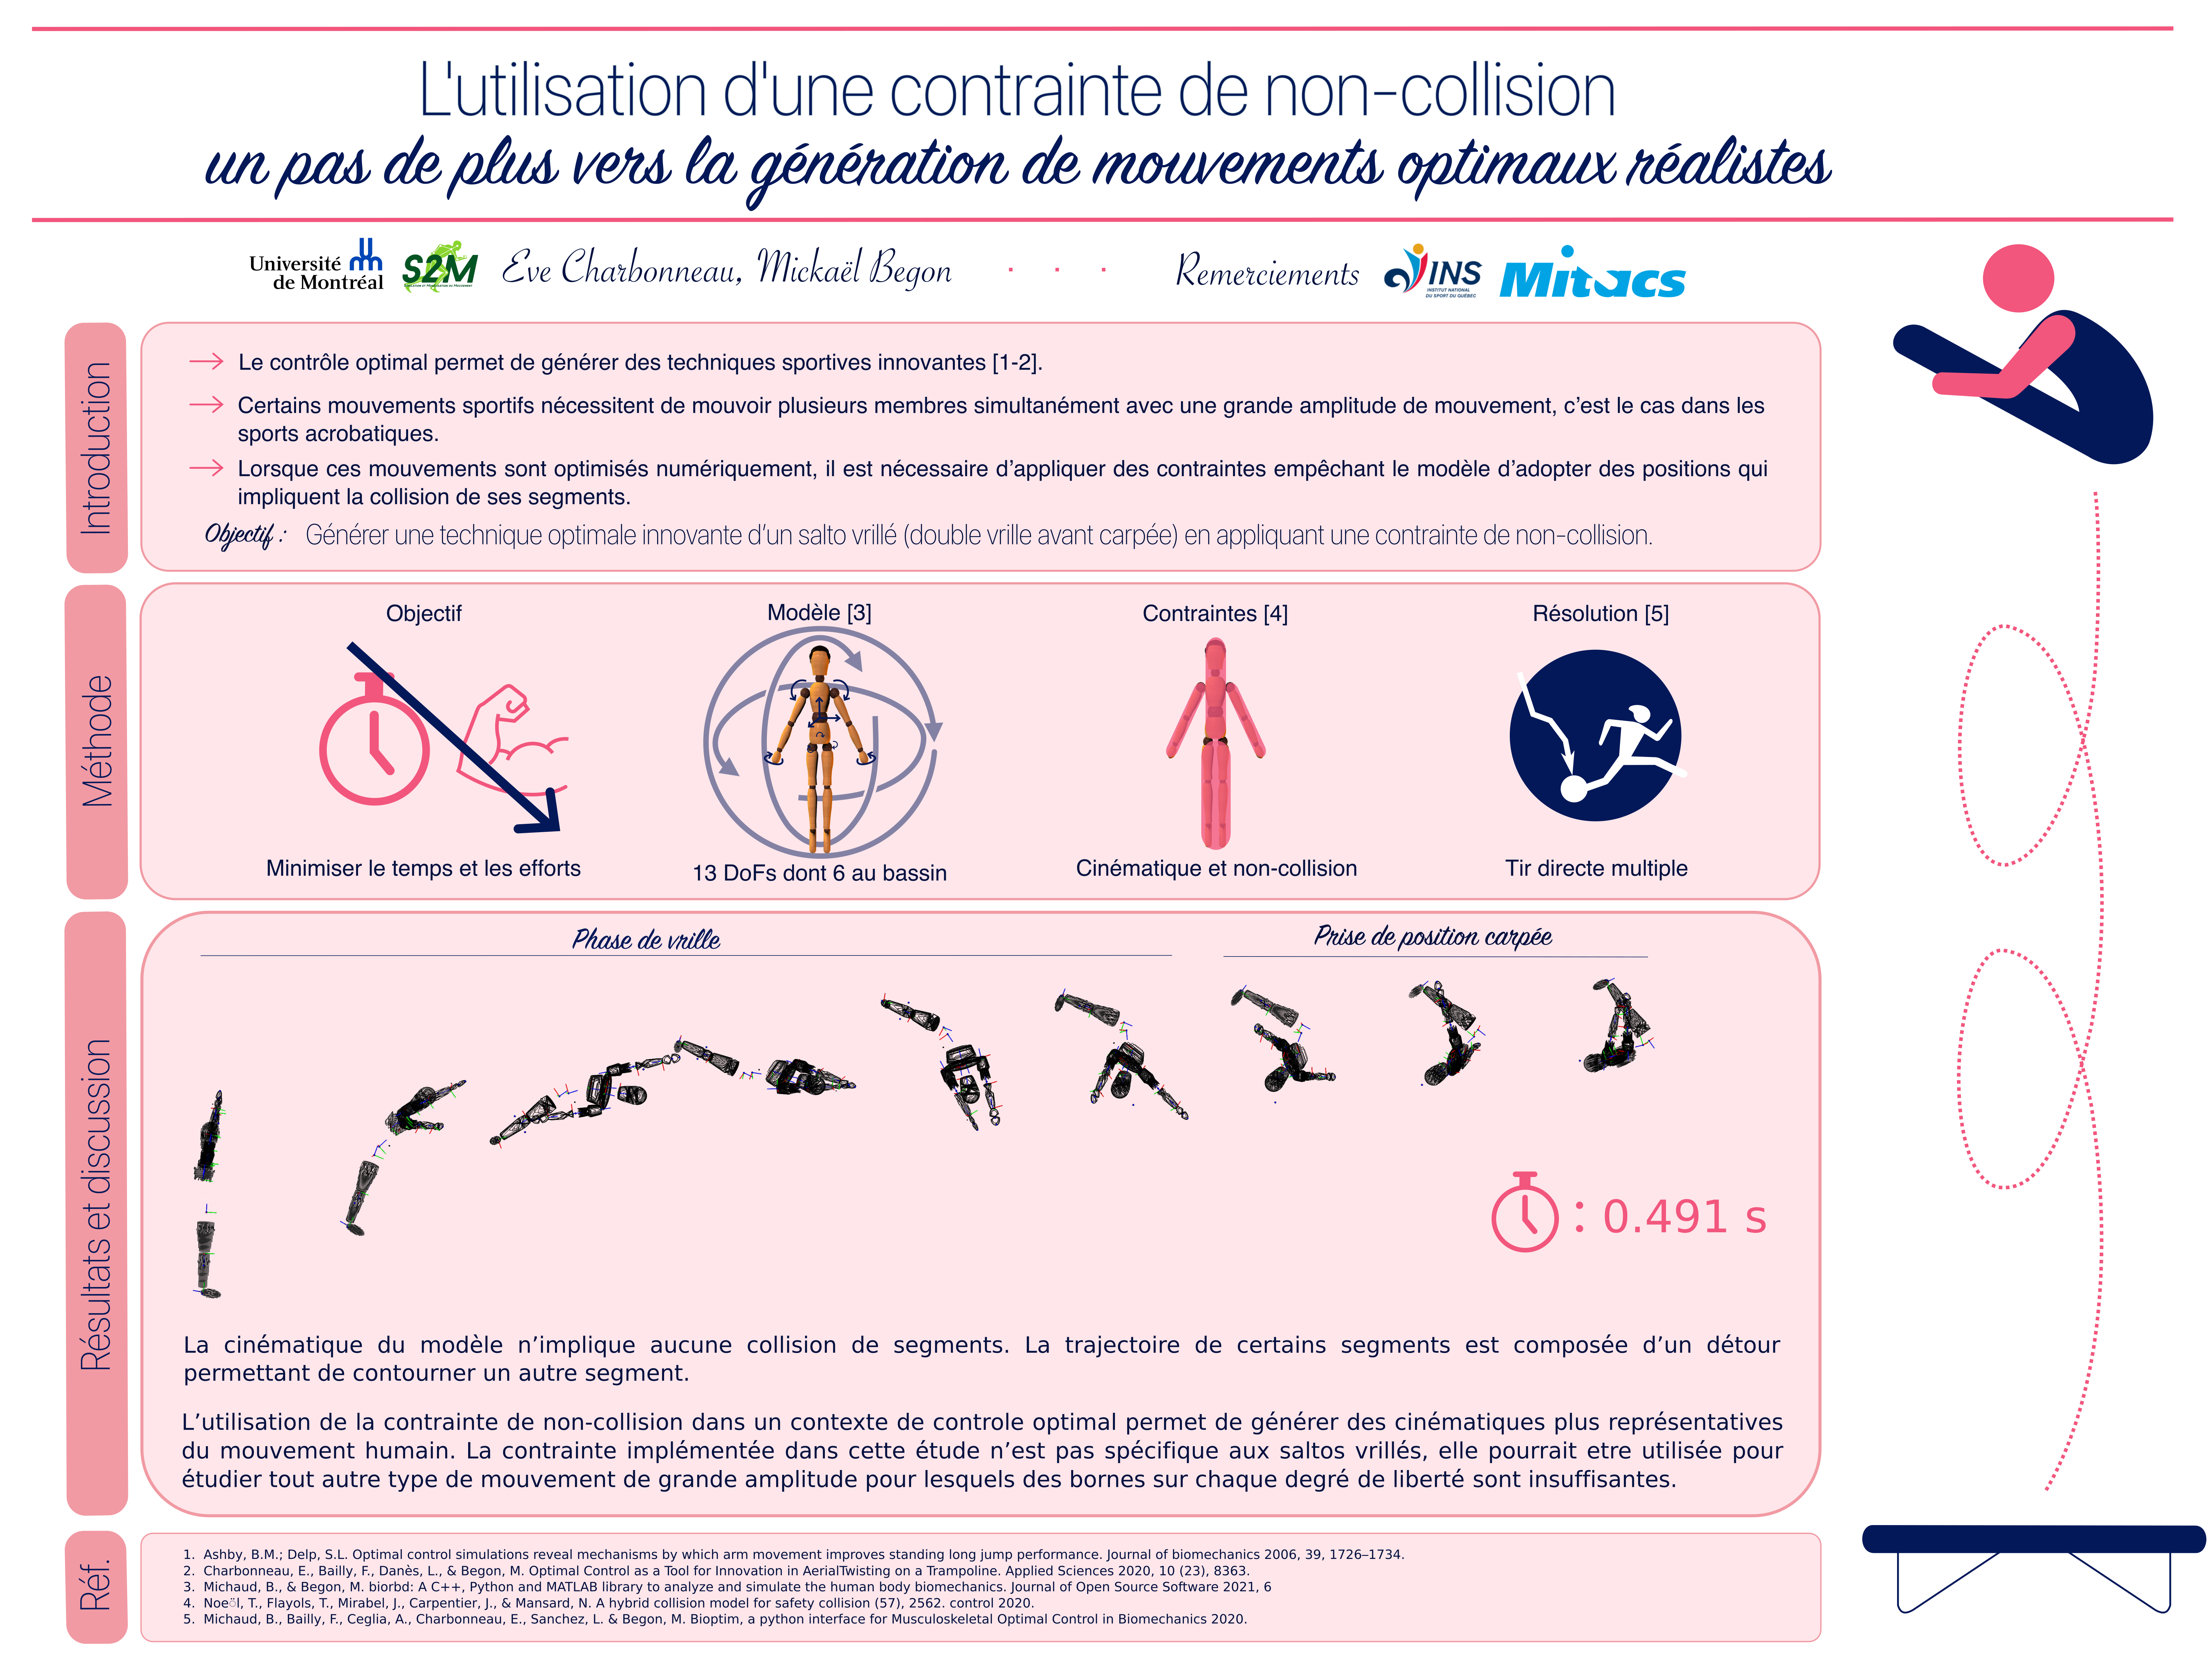 L'utilisation d'une contrainte de non-collision
un pas de plus vers la génération de mouvements optimaux réalistes
Université
de Montréal
S2M
Eve Charbonneau, Mickaël Begon
Remerciements
INS
INSTITUT NATIONAL
DU SPORT DU QUÉBEC
Mitacs
Introduction
Le contrôle optimal permet de générer des techniques sportives innovantes [1-2].
Certains mouvements sportifs nécessitent de mouvoir plusieurs membres simultanément avec une grande amplitude de mouvement, c’est le cas dans les
sports acrobatiques.
Lorsque ces mouvements sont optimisés numériquement, il est nécessaire d’appliquer des contraintes empêchant le modèle d’adopter des positions qui
impliquent la collision de ses segments.
Objectif : Générer une technique optimale innovante d’un salto vrillé (double vrille avant carpée) en appliquant une contrainte de non-collision.
Méthode
Objectif
Modèle [3]
Contraintes [4]
Résolution [5]
Minimiser le temps et les efforts
13 DoFs dont 6 au bassin
Cinématique et non-collision
Tir directe multiple
Résultats et discussion
Phase de vrille
Prise de position carpée
: 0.491 s
La cinématique du modèle n’implique aucune collision de segments. La trajectoire de certains segments est composée d’un détour
permettant de contourner un autre segment.
L’utilisation de la contrainte de non-collision dans un contexte de controle optimal permet de générer des cinématiques plus représentatives
du mouvement humain. La contrainte implémentée dans cette étude n’est pas spécifique aux saltos vrillés, elle pourrait etre utilisée pour
étudier tout autre type de mouvement de grande amplitude pour lesquels des bornes sur chaque degré de liberté sont insuffisantes.
Réf.
1. Ashby, B.M.; Delp, S.L. Optimal control simulations reveal mechanisms by which arm movement improves standing long jump performance. Journal of biomechanics 2006, 39, 1726–1734.
2. Charbonneau, E., Bailly, F., Danès, L., & Begon, M. Optimal Control as a Tool for Innovation in AerialTwisting on a Trampoline. Applied Sciences 2020, 10 (23), 8363.
3. Michaud, B., & Begon, M. biorbd: A C++, Python and MATLAB library to analyze and simulate the human body biomechanics. Journal of Open Source Software 2021, 6
4. Noël, T., Flayols, T., Mirabel, J., Carpentier, J., & Mansard, N. A hybrid collision model for safety collision (57), 2562. control 2020.
5. Michaud, B., Bailly, F., Ceglia, A., Charbonneau, E., Sanchez, L. & Begon, M. Bioptim, a python interface for Musculoskeletal Optimal Control in Biomechanics 2020.